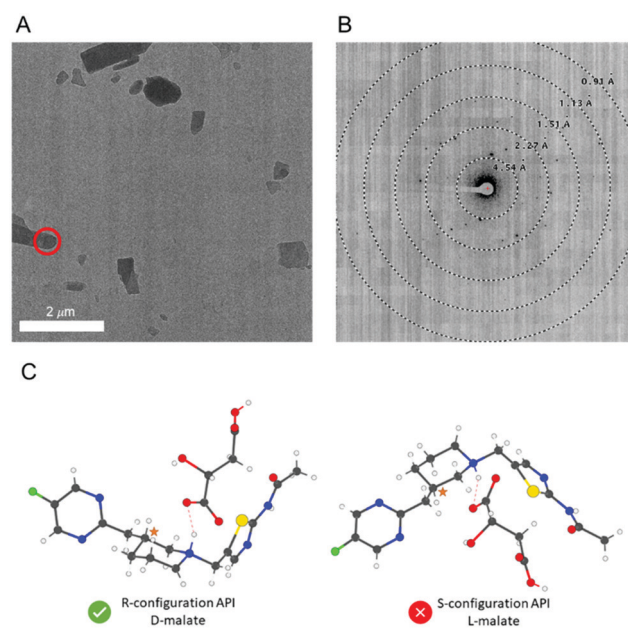 A
B
2 μm
0.91 Å
1.13 Å
1.51 Å
2.27 Å
4.54 Å
C
R-configuration API
D-malate
S-configuration API
L-malate